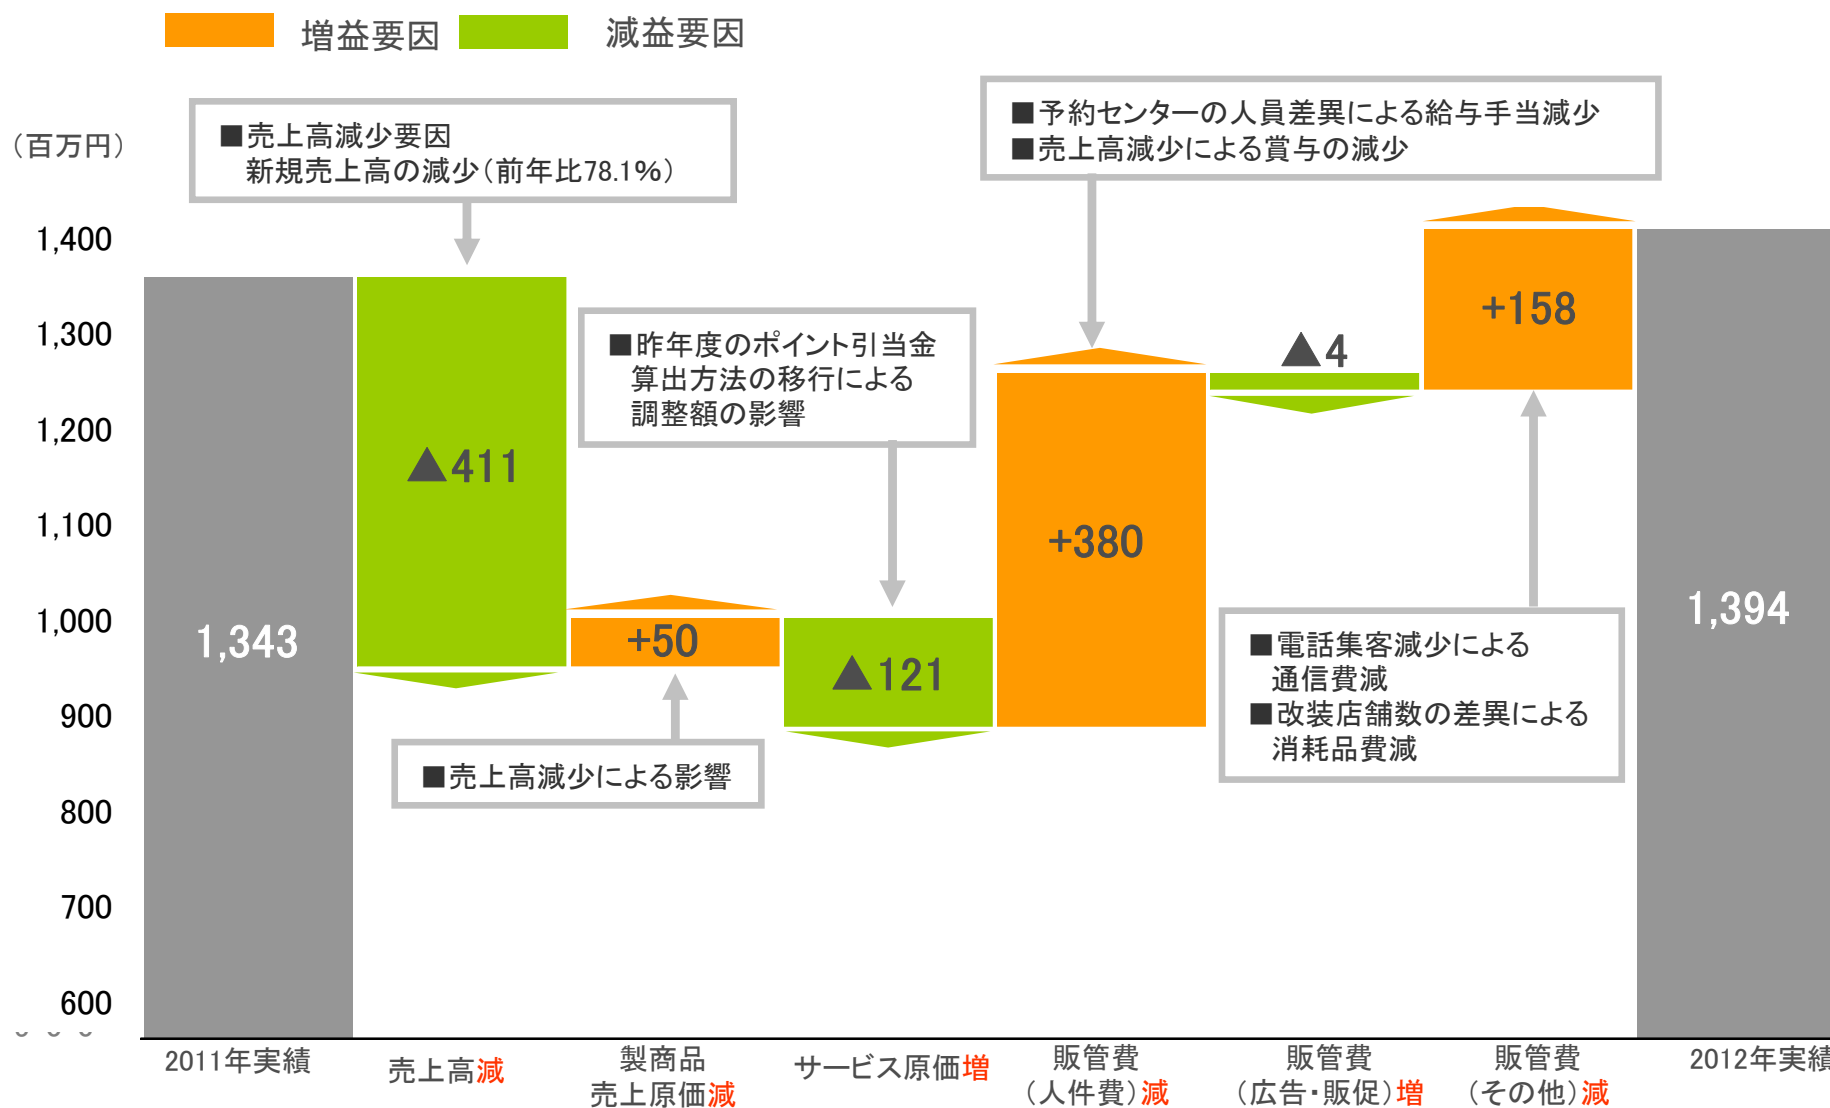 増益要因 減益要因
（百万円）
■売上高減少要因
新規売上高の減少（前年比78.1％）
■予約センターの人員差異による給与手当減少
■売上高減少による賞与の減少
1,400
1,300
1,200
1,100
1,000
900
800
700
600
■昨年度のポイント引当金
算出方法の移行による
調整額の影響
1,343
▲411
+50
▲121
+380
▲4
+158
1,394
■売上高減少による影響
■電話集客減少による
通信費減
■改装店舗数の差異による
消耗品費減
2011年実績
売上高減
製商品
売上原価減
サービス原価増
販管費
（人件費）減
販管費
（広告・販促）増
販管費
（その他）減
2012年実績